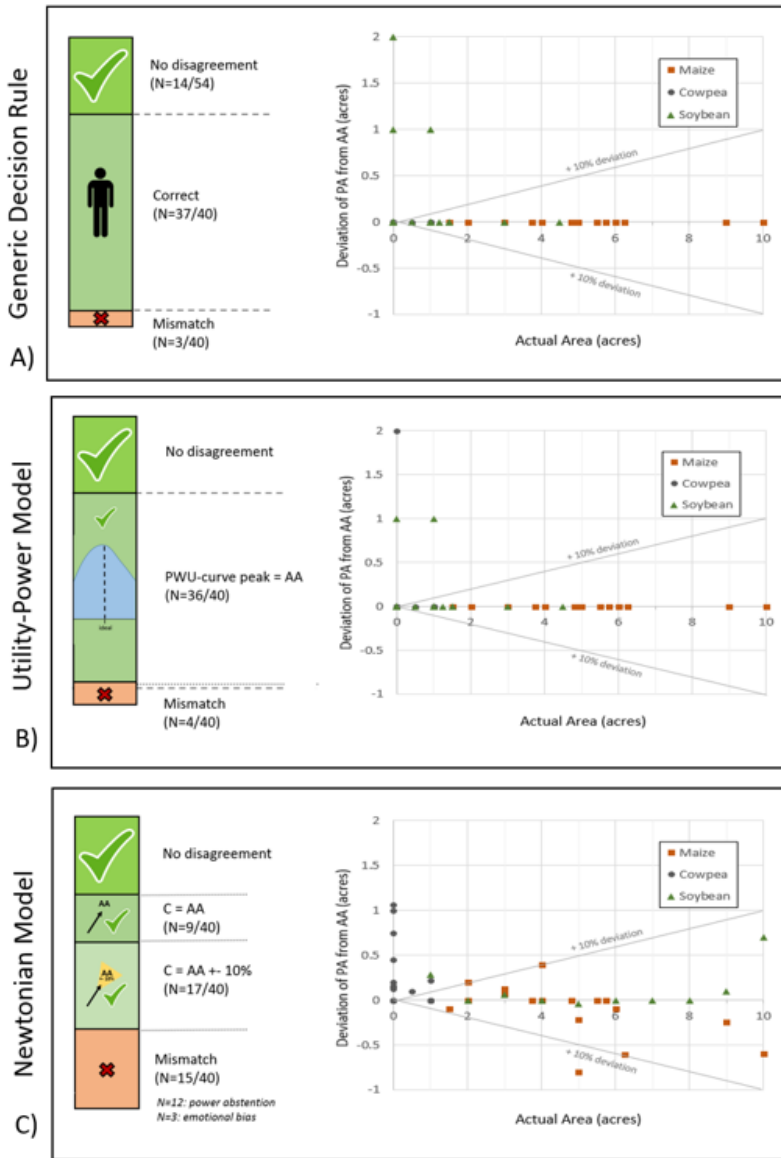 Generic Decision Rule
A)
No disagreement
(N=14/54)
Correct
(N=37/40)
Mismatch
(N=3/40)
Deviation of PA from AA (acres)
2
1.5
1
0.5
0
-0.5
-1
0
2
4
6
8
10
Maize
Cowpea
Soybean
+ 10% deviation
+ 10% deviation
Actual Area (acres)
Utility-Power Model
B)
No disagreement
PWU-curve peak = AA
(N=36/40)
Ideal
Mismatch
(N=4/40)
Deviation of PA from AA (acres)
2
1.5
1
0.5
0
-0.5
-1
0
2
4
6
8
10
Maize
Cowpea
Soybean
+ 10% deviation
+ 10% deviation
Actual Area (acres)
Newtonian Model
C)
No disagreement
AA
C = AA
(N=9/40)
AA
+- 10%
C = AA +- 10%
(N=17/40)
Mismatch
(N=15/40)
N=12: power abstention
N=3: emotional bias
Deviation of PA from AA (acres)
2
1.5
1
0.5
0
-0.5
-1
0
2
4
6
8
10
Maize
Cowpea
Soybean
+ 10% deviation
+ 10% deviation
Actual Area (acres)